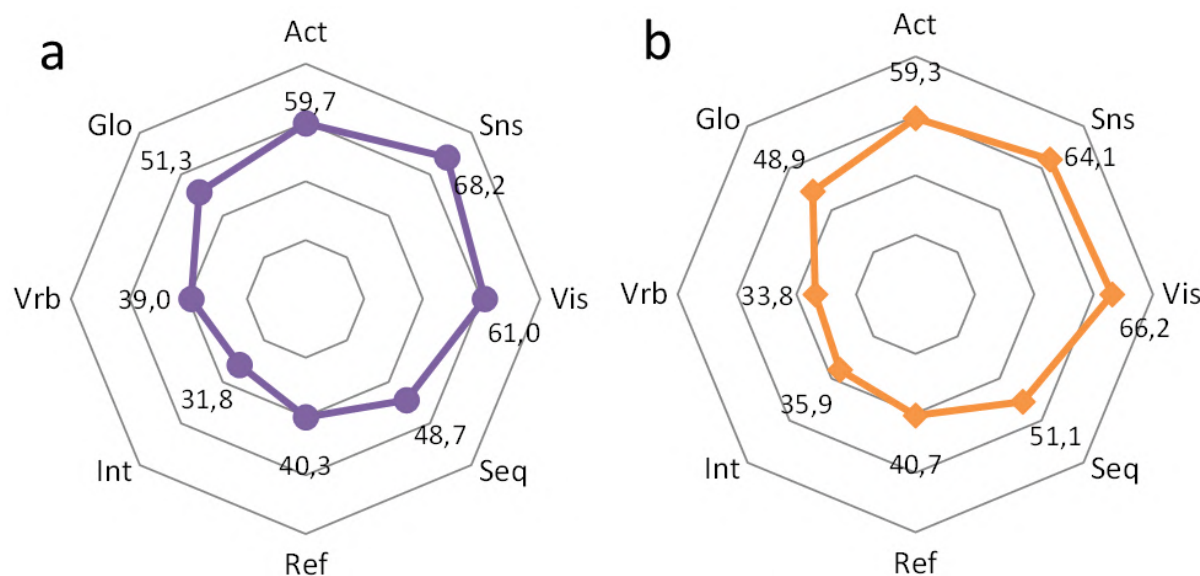 a
Act
59,7
Sns
68,2
Vis
61,0
Seq
48,7
Ref
40,3
Int
31,8
Vrb
39,0
Glo
51,3
b
Act
59,3
Sns
64,1
Vis
66,2
Seq
51,1
Ref
40,7
Int
35,9
Vrb
33,8
Glo
48,9